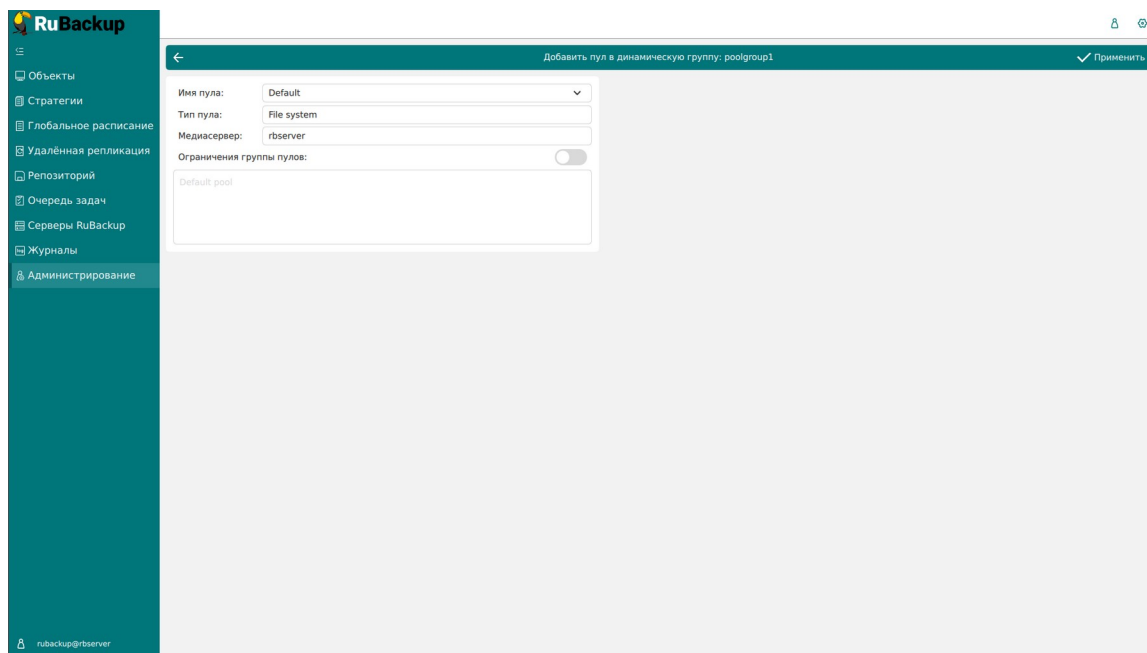 RuBackup
Добавить пул в динамическую группу: poolgroup1
Применить
Объекты
Стратегии
Глобальное расписание
Удалённая репликация
Репозиторий
Очередь задач
Серверы RuBackup
Журналы
Администрирование
Имя пула: Default
Тип пула: File system
Медиасервер: rbserver
Ограничения группы пулов:
Default pool
rubackup@rbserver